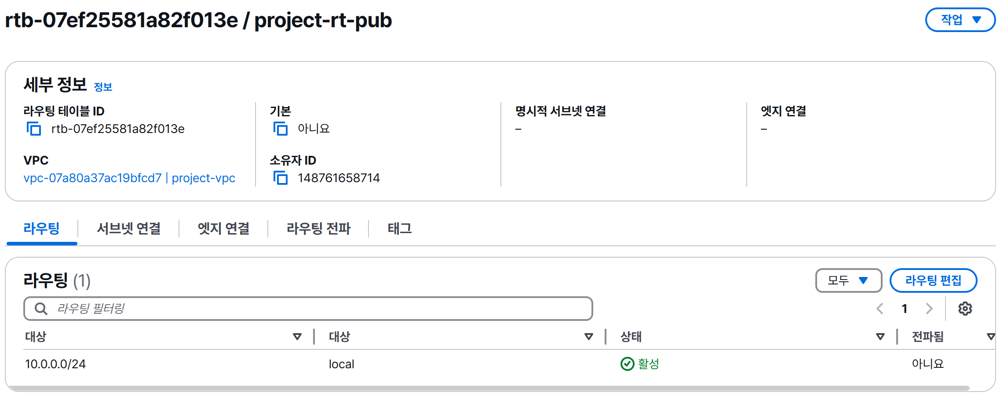 rtb-07ef25581a82f013e / project-rt-pub
작업
세부 정보 정보
라우팅 테이블 ID
rtb-07ef25581a82f013e
기본
아니요
명시적 서브넷 연결
–
엣지 연결
–
VPC
vpc-07a80a37ac19bfcd7 | project-vpc
소유자 ID
148761658714
라우팅 서브넷 연결 엣지 연결 라우팅 전파 태그
라우팅 (1)
모두 라우팅 편집
라우팅 필터링
1
대상 대상 상태 전파됨
10.0.0.0/24 local 활성 아니요